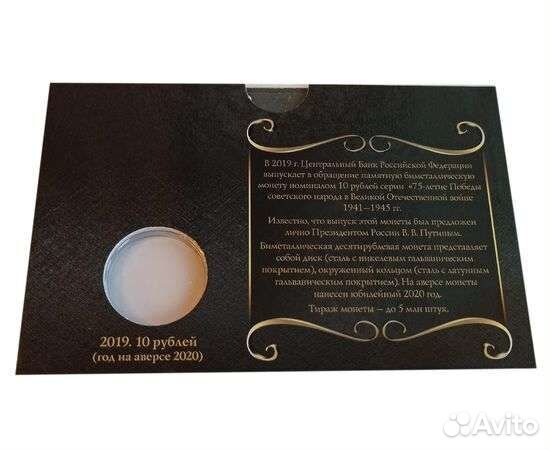 В 2019 г. Центральный Банк Российской Федерации
выпускает в обращение памятную биметаллическую
монету номиналом 10 рублей серии «75-летие Победы
советского народа в Великой Отечественной войне
1941—1945 гг.
Известно, что выпуск этой монеты был предложен
лично Президентом России В. В. Путиным.
Биметаллическая десятирублевая монета представляет
собой диск (сталь с никелевым гальваническим
покрытием), окруженный кольцом (сталь с латунным
гальваническим покрытием). На аверсе монеты
нанесен юбилейный 2020 год.
Тираж монеты — до 5 млн штук.
2019. 10 рублей
(год на аверсе 2020)
Avito